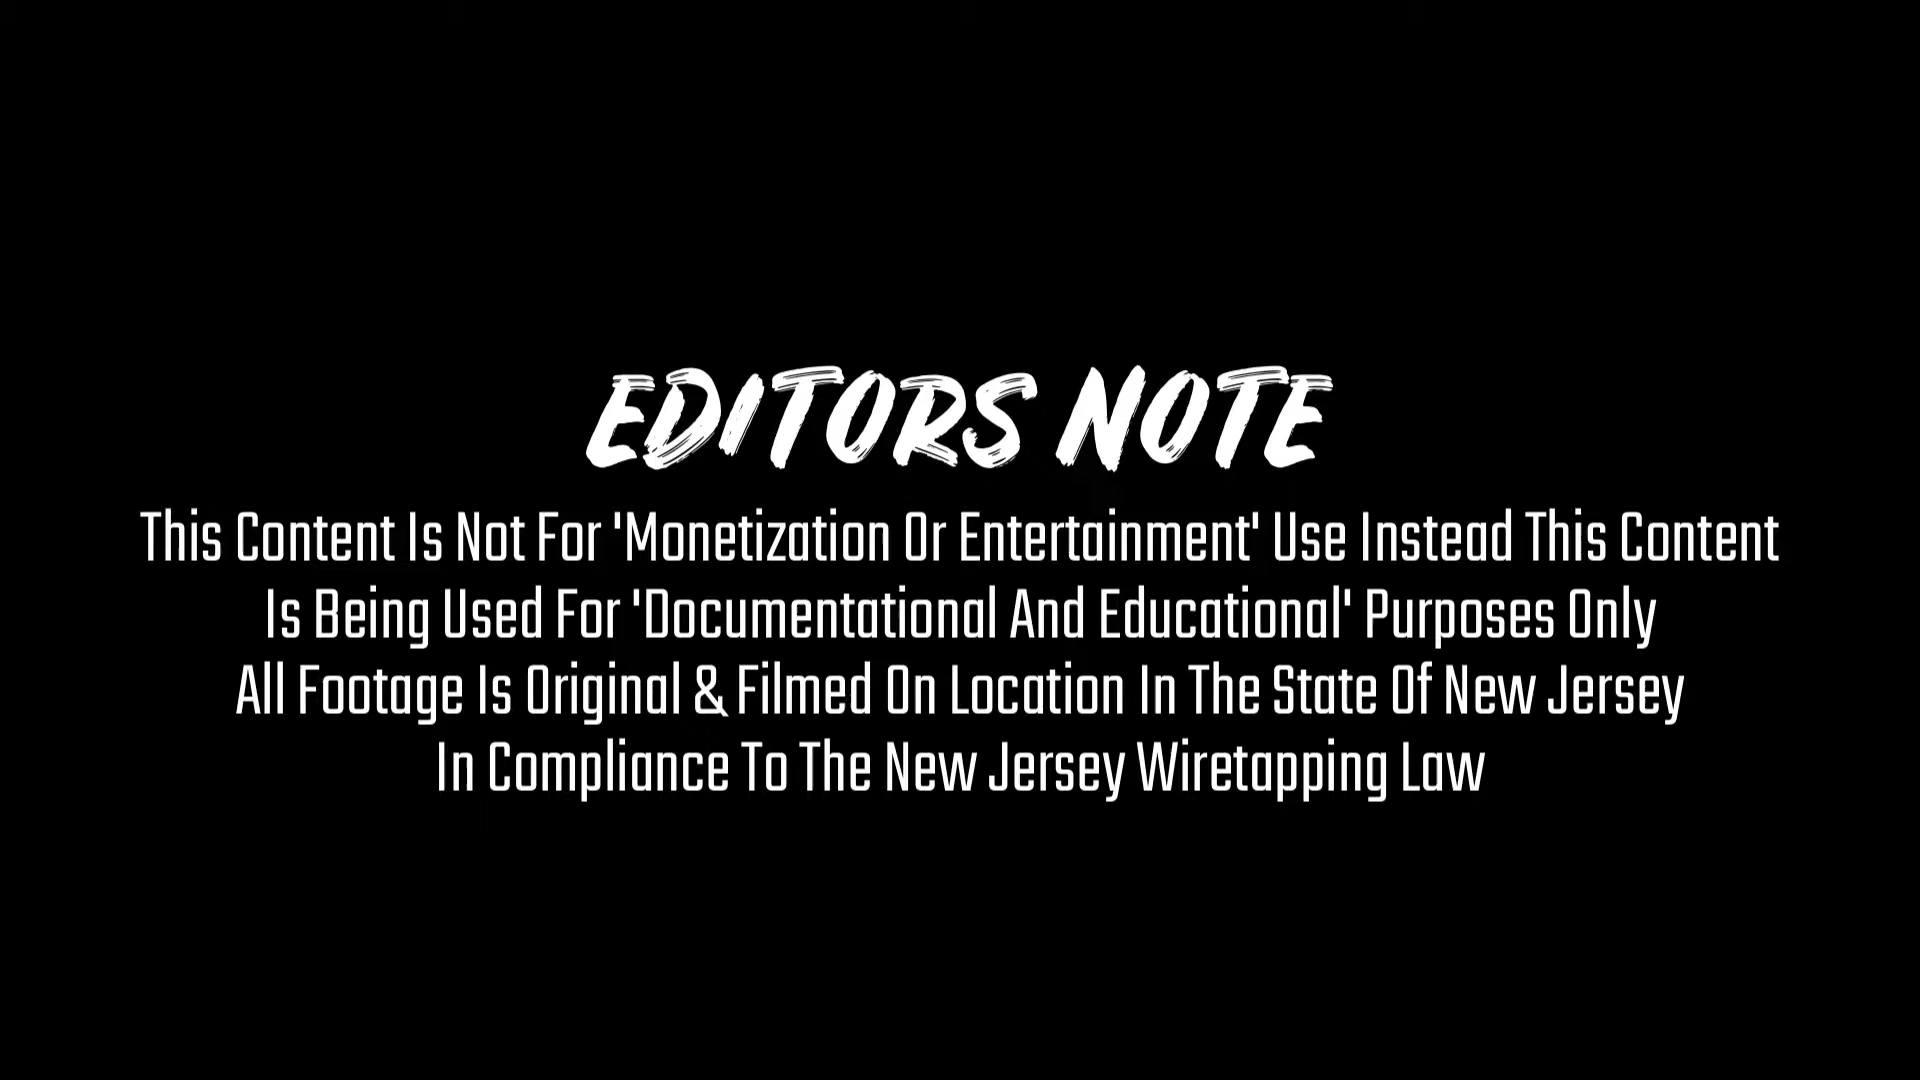 EDITORS NOTE
This Content Is Not For 'Monetization Or Entertainment' Use Instead This Content
Is Being Used For 'Documentational And Educational' Purposes Only
All Footage Is Original & Filmed On Location In The State Of New Jersey
In Compliance To The New Jersey Wiretapping Law